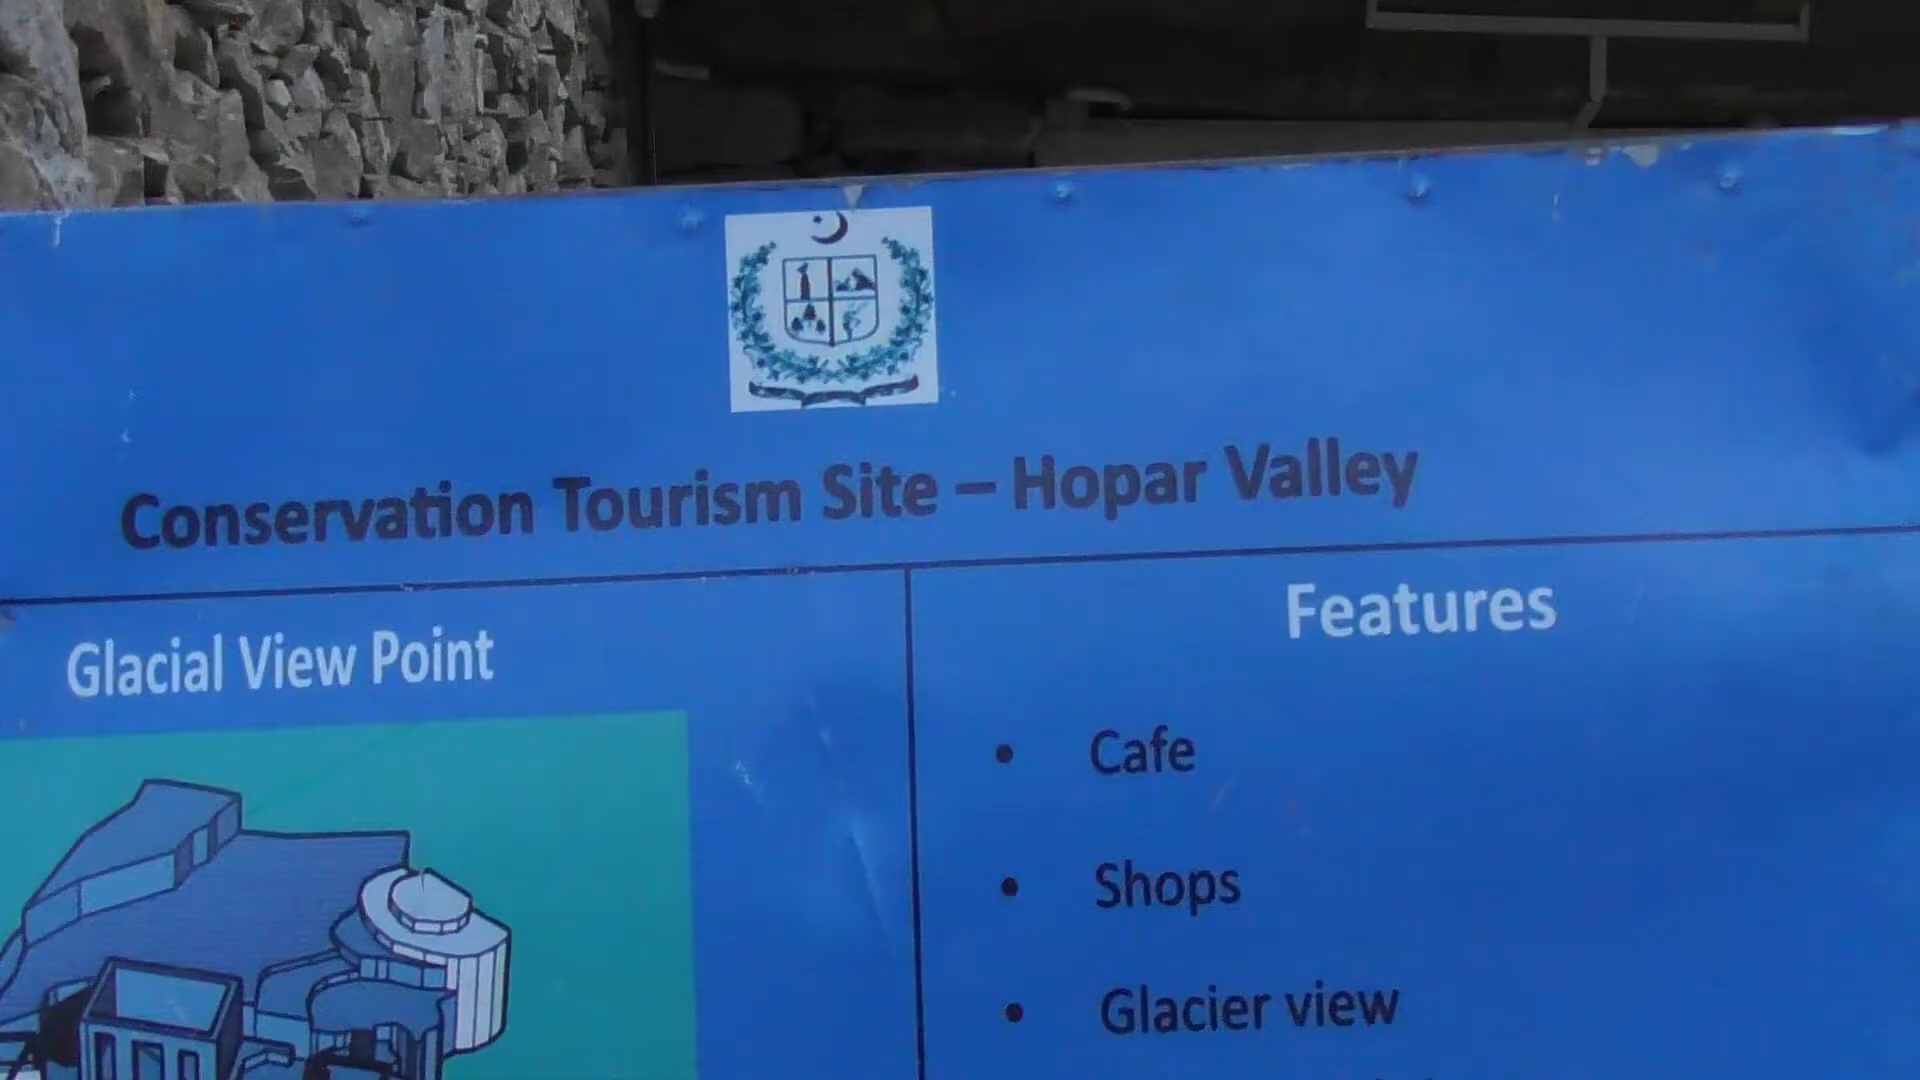 Conservation Tourism Site – Hopar Valley
Glacial View Point
Features
• Cafe
• Shops
• Glacier view